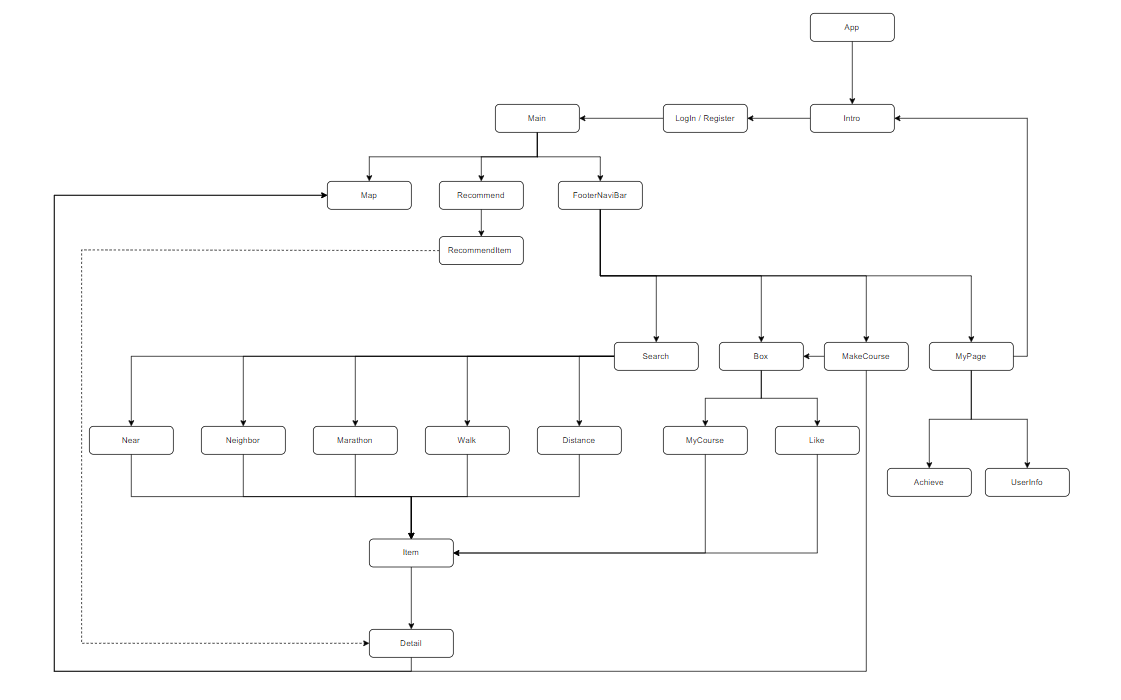 App
Main
LogIn / Register
Intro
Map
Recommend
FooterNaviBar
RecommendItem
Search
Box
MakeCourse
MyPage
Near
Neighbor
Marathon
Walk
Distance
MyCourse
Like
Achieve
UserInfo
Item
Detail